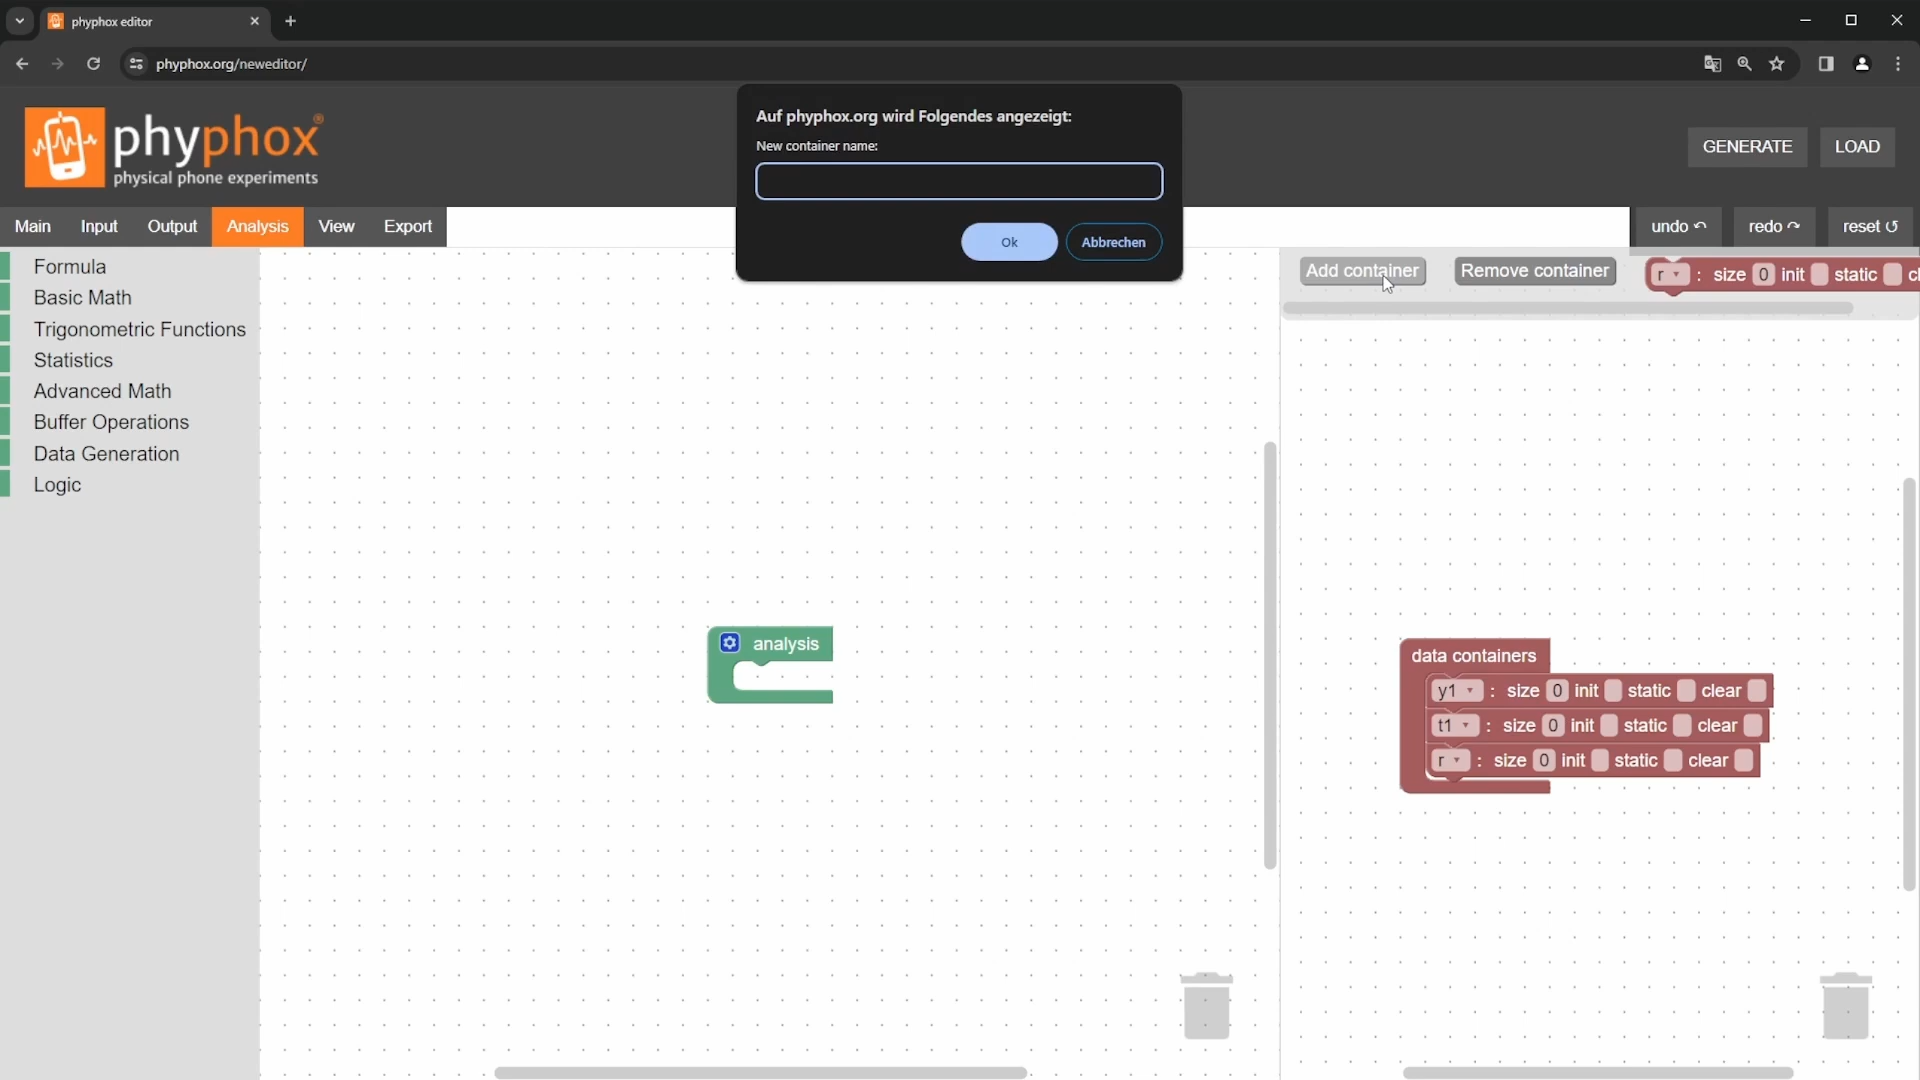 phyphox editor
phyphox.org/neweditor/
phyphox®
physical phone experiments
Auf phyphox.org wird Folgendes angezeigt:
New container name:
Ok
Abbrechen
GENERATE
LOAD
Main
Input
Output
Analysis
View
Export
undo ↶
redo ↷
reset ↺
Formula
Basic Math
Trigonometric Functions
Statistics
Advanced Math
Buffer Operations
Data Generation
Logic
Add container
Remove container
r : size 0 init static cl
analysis
data containers
y1 : size 0 init static clear
t1 : size 0 init static clear
r : size 0 init static clear